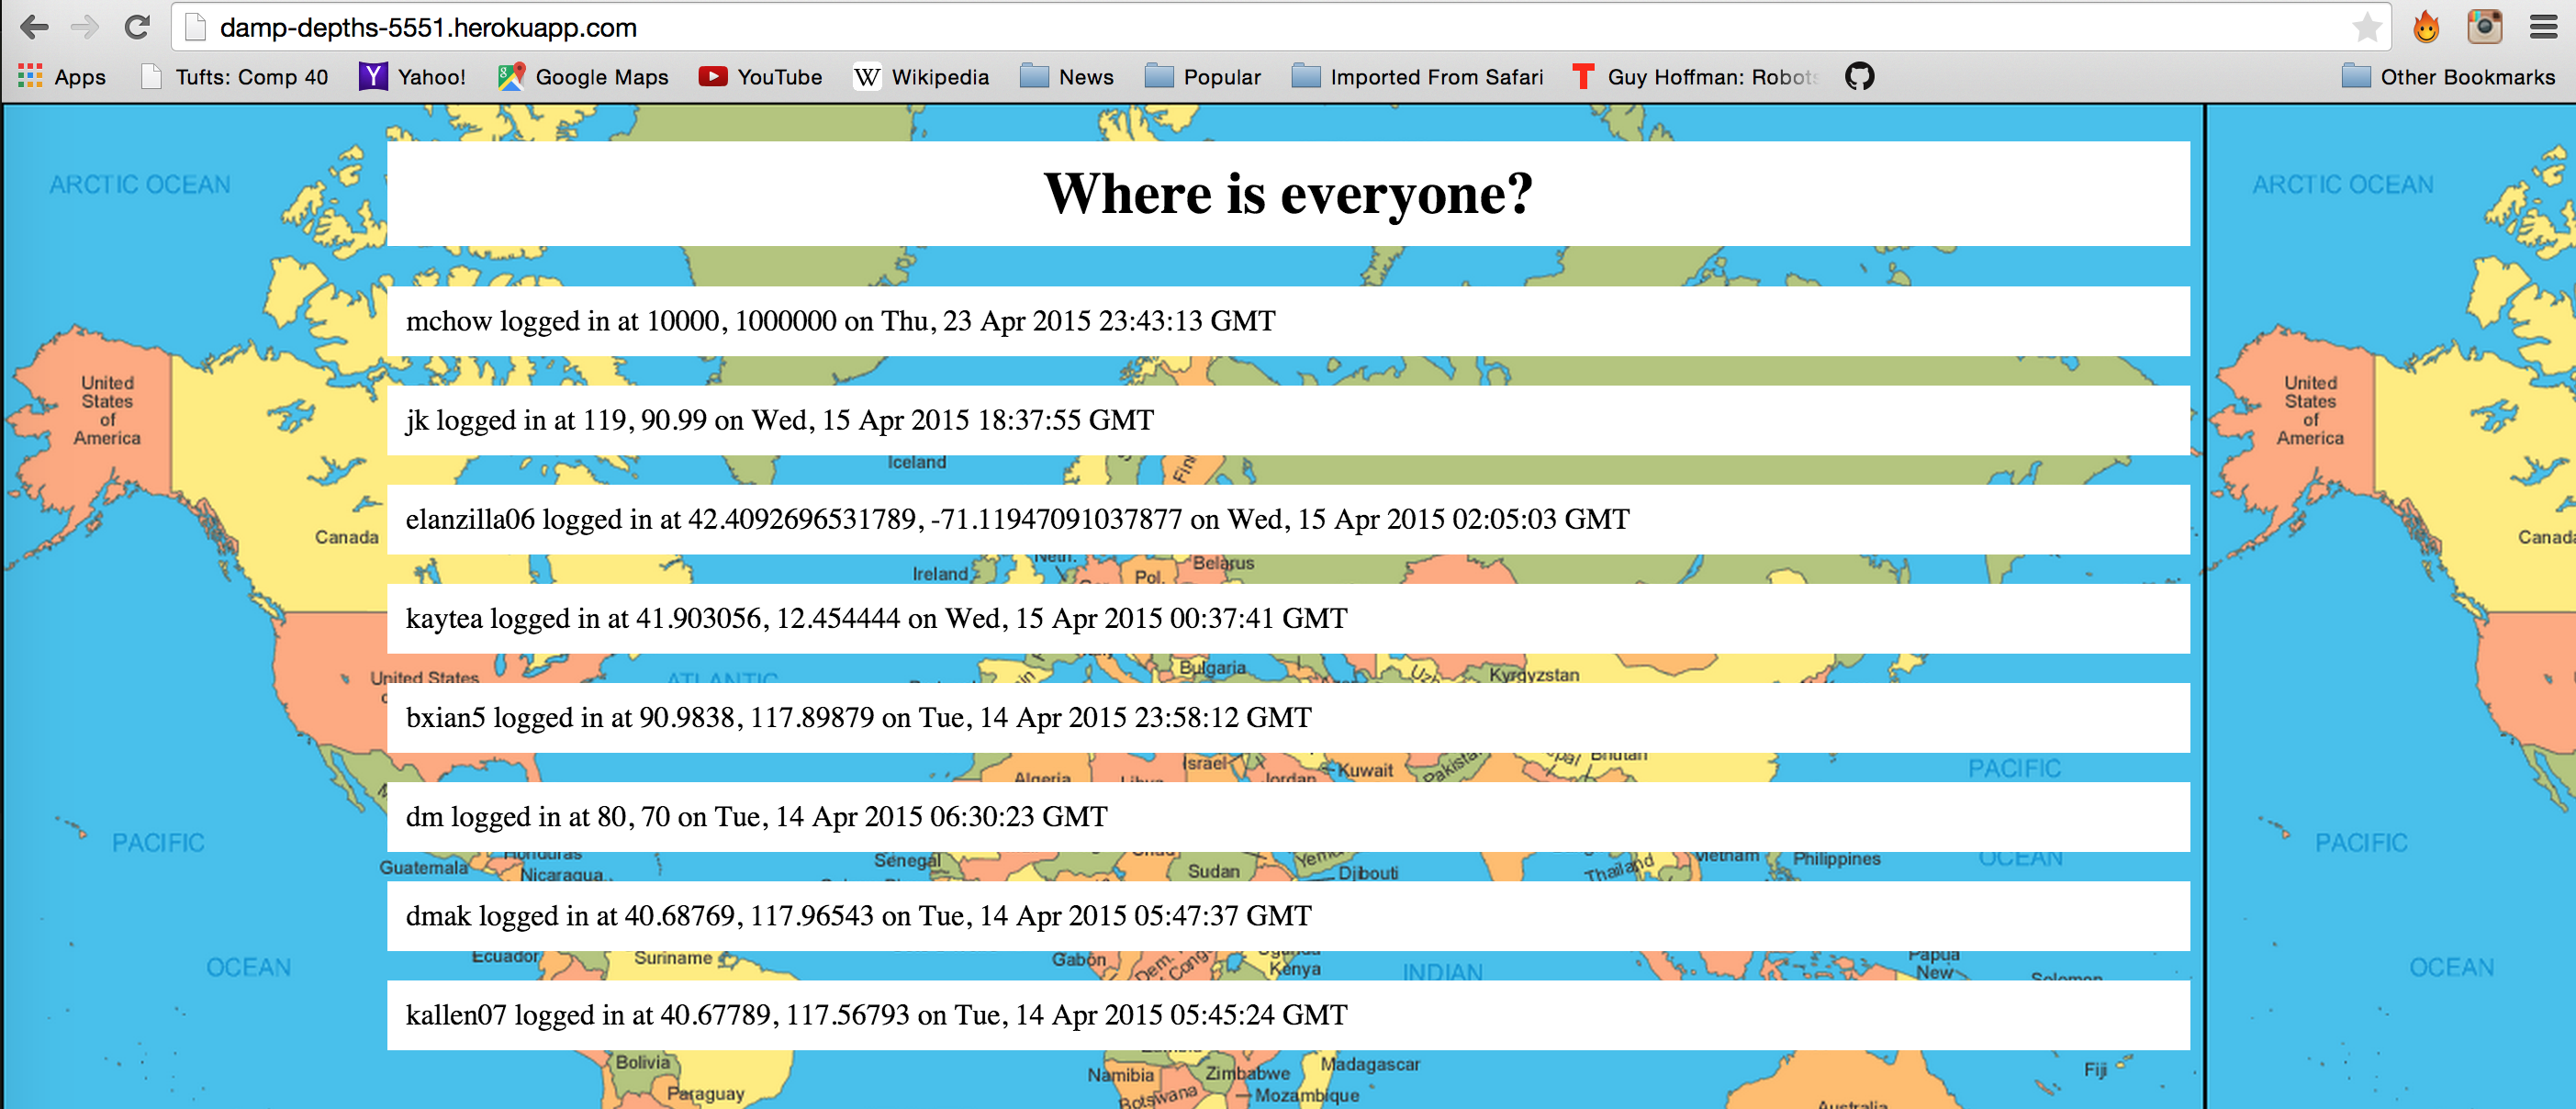 damp-depths-5551.herokuapp.com
Apps Tufts: Comp 40 Yahoo! Google Maps YouTube W Wikipedia News Popular Imported From Safari T Guy Hoffman: Robots Other Bookmarks
ARCTIC OCEAN ARCTIC OCEAN
Where is everyone?
mchow logged in at 10000, 1000000 on Thu, 23 Apr 2015 23:43:13 GMT
United States of America
United States of America
jk logged in at 119, 90.99 on Wed, 15 Apr 2015 18:37:55 GMT
Iceland
elanzilla06 logged in at 42.4092696531789, -71.11947091037877 on Wed, 15 Apr 2015 02:05:03 GMT
Canada
Neth. Belarus
Ireland Pol.
kaytea logged in at 41.903056, 12.454444 on Wed, 15 Apr 2015 00:37:41 GMT
Bulgaria
United States ATLANTIC Kyrgyzstan
bxian5 logged in at 90.9838, 117.89879 on Tue, 14 Apr 2015 23:58:12 GMT
Israel Kuwait Pakistan Bhutan PACIFIC
Algeria Jordan
dm logged in at 80, 70 on Tue, 14 Apr 2015 06:30:23 GMT
PACIFIC PACIFIC
Honduras Senegal Vietnam Philippines OCEAN
Guatemala Nicaragua Sudan Djibouti Thailand
dmak logged in at 40.68769, 117.96543 on Tue, 14 Apr 2015 05:47:37 GMT
Ecuador Suriname Gabon Papua
OCEAN Dem. Kenya INDIAN New OCEAN
kallen07 logged in at 40.67789, 117.56793 on Tue, 14 Apr 2015 05:45:24 GMT
Bolivia Madagascar Fiji
Paraguay Namibia Zimbabwe
Botswana Mozambique
Australia